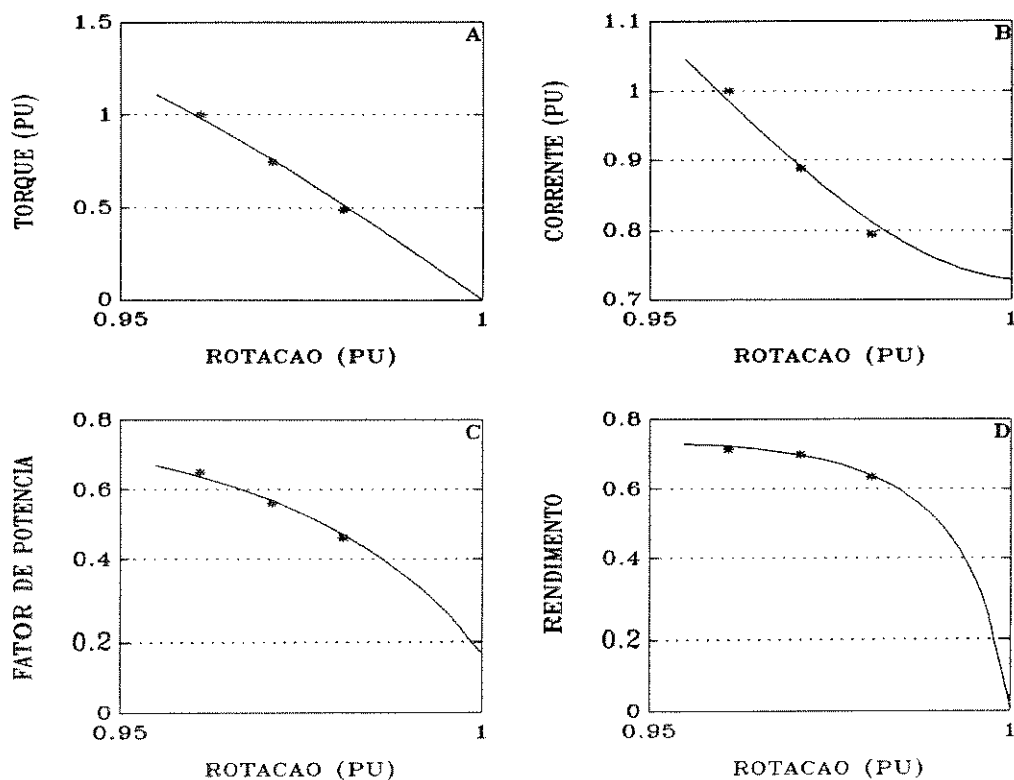 1.5
A
1
0.5
0
0.95
1
TORQUE (PU)
ROTACAO (PU)
1.1
B
1
0.9
0.8
0.7
0.95
1
CORRENTE (PU)
ROTACAO (PU)
0.8
C
0.6
0.4
0.2
0
0.95
1
FATOR DE POTENCIA
ROTACAO (PU)
0.8
D
0.6
0.4
0.2
0
0.95
1
RENDIMENTO
ROTACAO (PU)